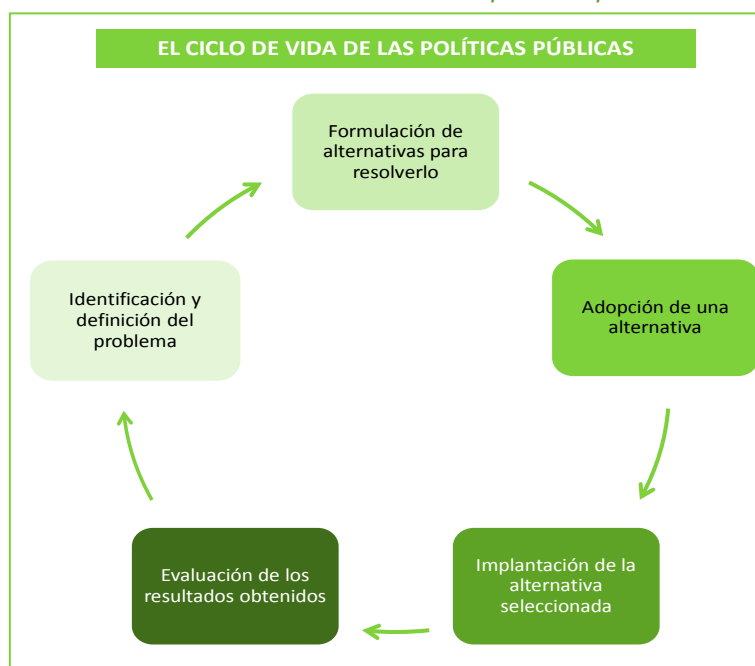 EL CICLO DE VIDA DE LAS POLÍTICAS PÚBLICAS
Formulación de
alternativas para
resolverlo
Identificación y
definición del
problema
Adopción de una
alternativa
Evaluación de los
resultados obtenidos
Implantación de la
alternativa
seleccionada